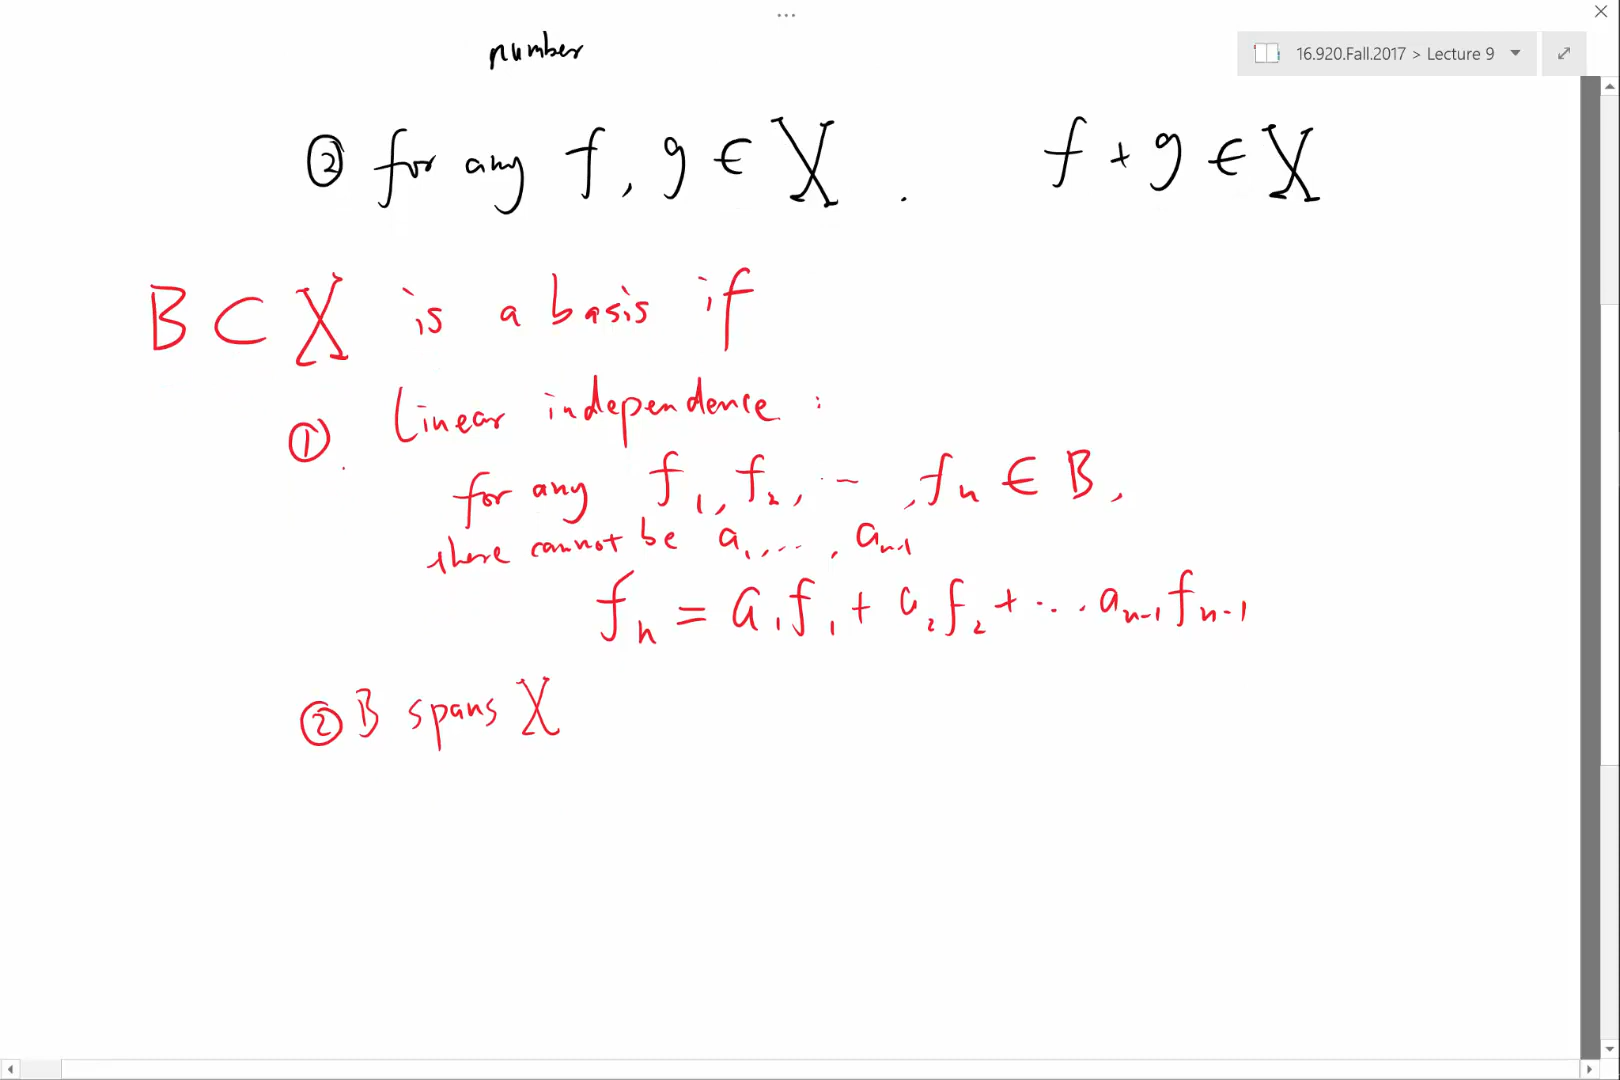 number
16.920.Fall.2017 > Lecture 9
② for any f, g ∈ X . f + g ∈ X
B ⊂ X is a basis if
① Linear independence :
for any f₁, f₂, ..., fₙ ∈ B,
there cannot be a₁, ..., aₙ₋₁
fₙ = a₁f₁ + a₂f₂ + ... aₙ₋₁fₙ₋₁
② B spans X